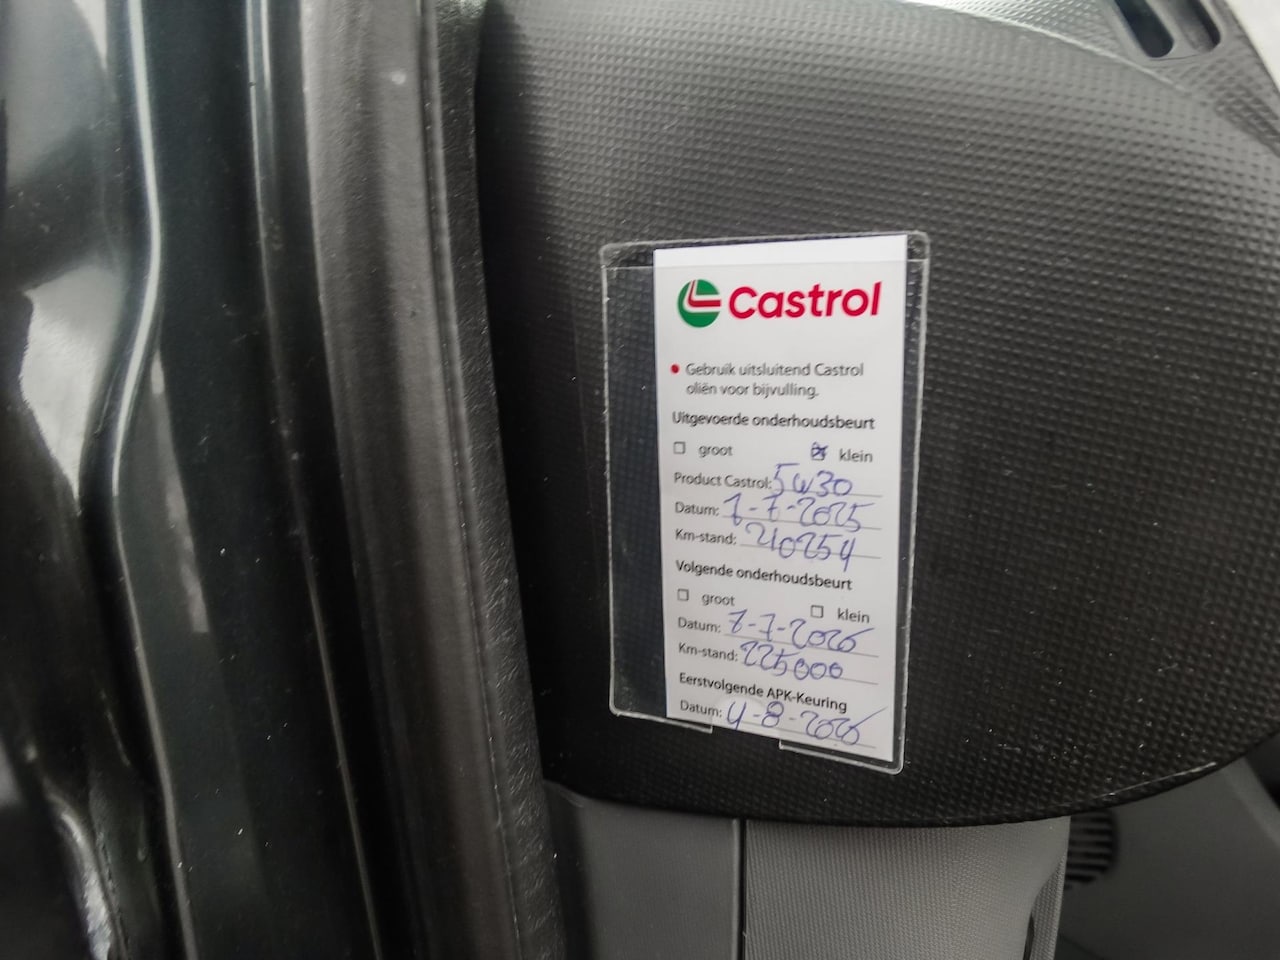 Castrol
Gebruik uitsluitend Castrol
oliën voor bijvulling.
Uitgevoerde onderhoudsbeurt
groot klein
Product Castrol: 5W30
Datum: 7-7-2025
Km-stand: 210254
Volgende onderhoudsbeurt
groot klein
Datum: 7-7-2026
Km-stand: 225000
Eerstvolgende APK-Keuring
Datum: 4-8-2026